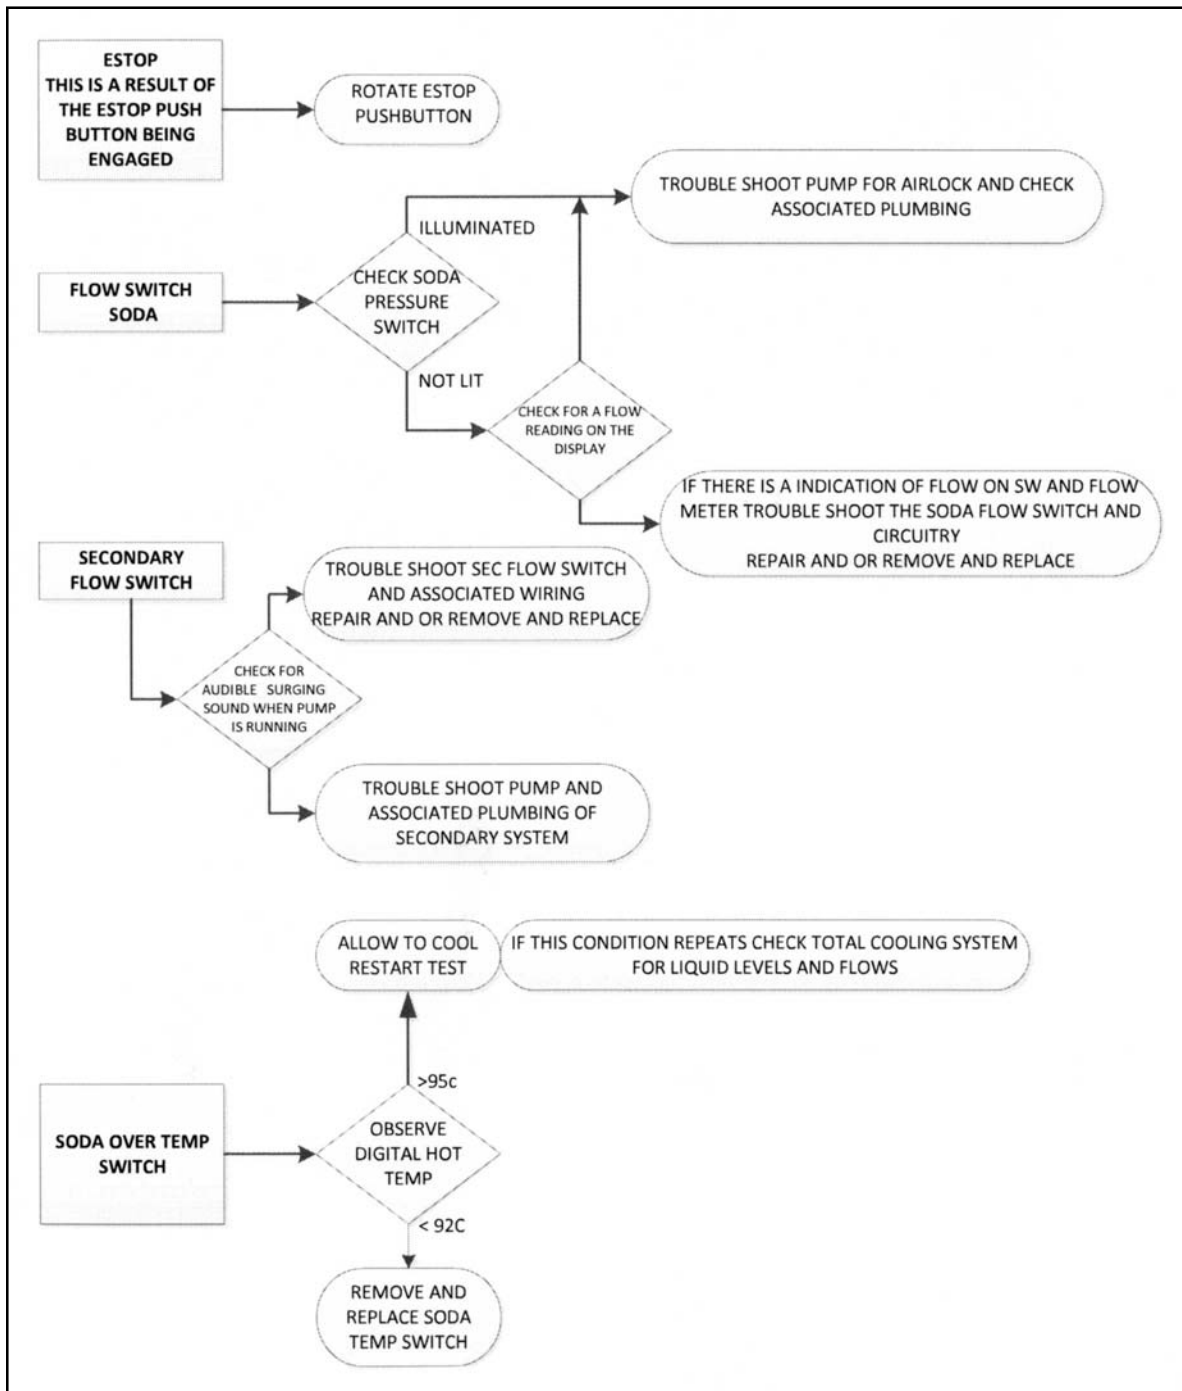 ESTOP
THIS IS A RESULT OF
THE ESTOP PUSH
BUTTON BEING
ENGAGED
ROTATE ESTOP
PUSHBUTTON
TROUBLE SHOOT PUMP FOR AIRLOCK AND CHECK
ASSOCIATED PLUMBING
ILLUMINATED
FLOW SWITCH
SODA
CHECK SODA
PRESSURE
SWITCH
NOT LIT
CHECK FOR A FLOW
READING ON THE
DISPLAY
IF THERE IS A INDICATION OF FLOW ON SW AND FLOW
METER TROUBLE SHOOT THE SODA FLOW SWITCH AND
CIRCUITRY
REPAIR AND OR REMOVE AND REPLACE
SECONDARY
FLOW SWITCH
TROUBLE SHOOT SEC FLOW SWITCH
AND ASSOCIATED WIRING
REPAIR AND OR REMOVE AND REPLACE
CHECK FOR
AUDIBLE SURGING
SOUND WHEN PUMP
IS RUNNING
TROUBLE SHOOT PUMP AND
ASSOCIATED PLUMBING OF
SECONDARY SYSTEM
ALLOW TO COOL
RESTART TEST
IF THIS CONDITION REPEATS CHECK TOTAL COOLING SYSTEM
FOR LIQUID LEVELS AND FLOWS
>95c
SODA OVER TEMP
SWITCH
OBSERVE
DIGITAL HOT
TEMP
< 92C
REMOVE AND
REPLACE SODA
TEMP SWITCH